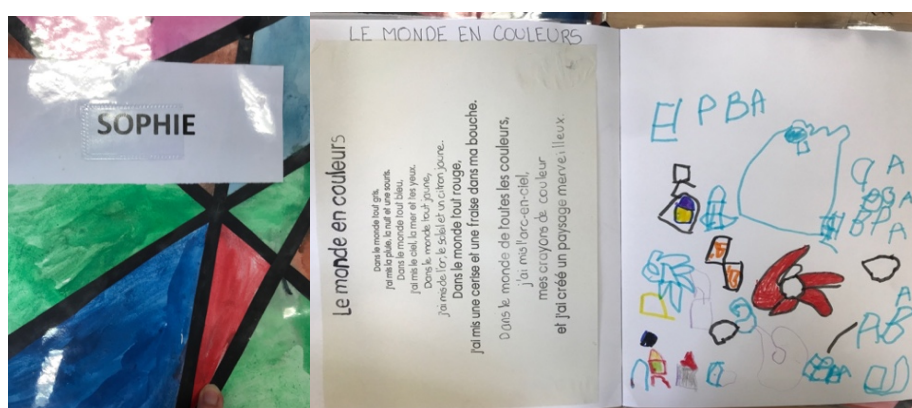 SOPHIE
LE MONDE EN COULEURS
Le monde en couleurs
Dans le monde tout gris,
j'ai mis la pluie, la nuit et une souris.
Dans le monde tout bleu,
j'ai mis le ciel, la mer et les yeux.
Dans le monde tout jaune,
j'ai mis de l'or, le soleil et un citron jaune.
Dans le monde tout rouge,
j'ai mis une cerise et une fraise dans ma bouche.
Dans le monde de toutes les couleurs,
j'ai mis l'arc-en-ciel,
mes crayons de couleur
et j'ai créé un paysage merveilleux.
PBA
A
BA
A
A